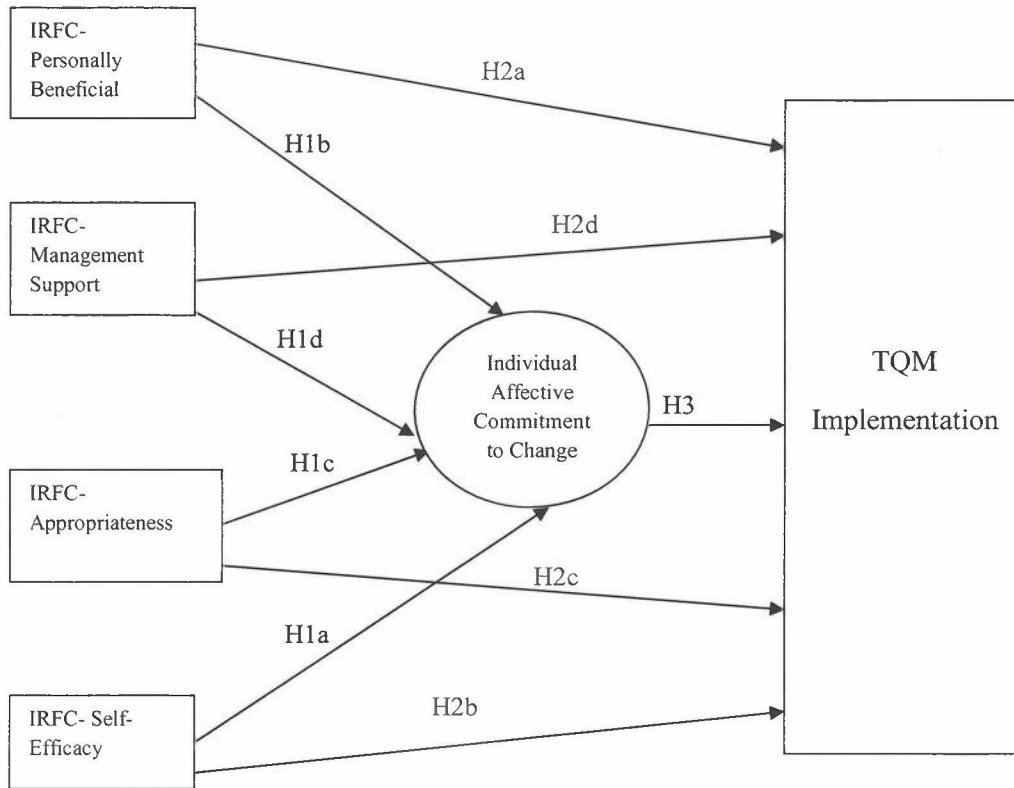 IRFC-
Personally
Beneficial
H2a
H1b
IRFC-
Management
Support
H2d
H1d
Individual
Affective
Commitment
to Change
H3
TQM
Implementation
IRFC-
Appropriateness
H1c
H2c
H1a
IRFC- Self-
Efficacy
H2b